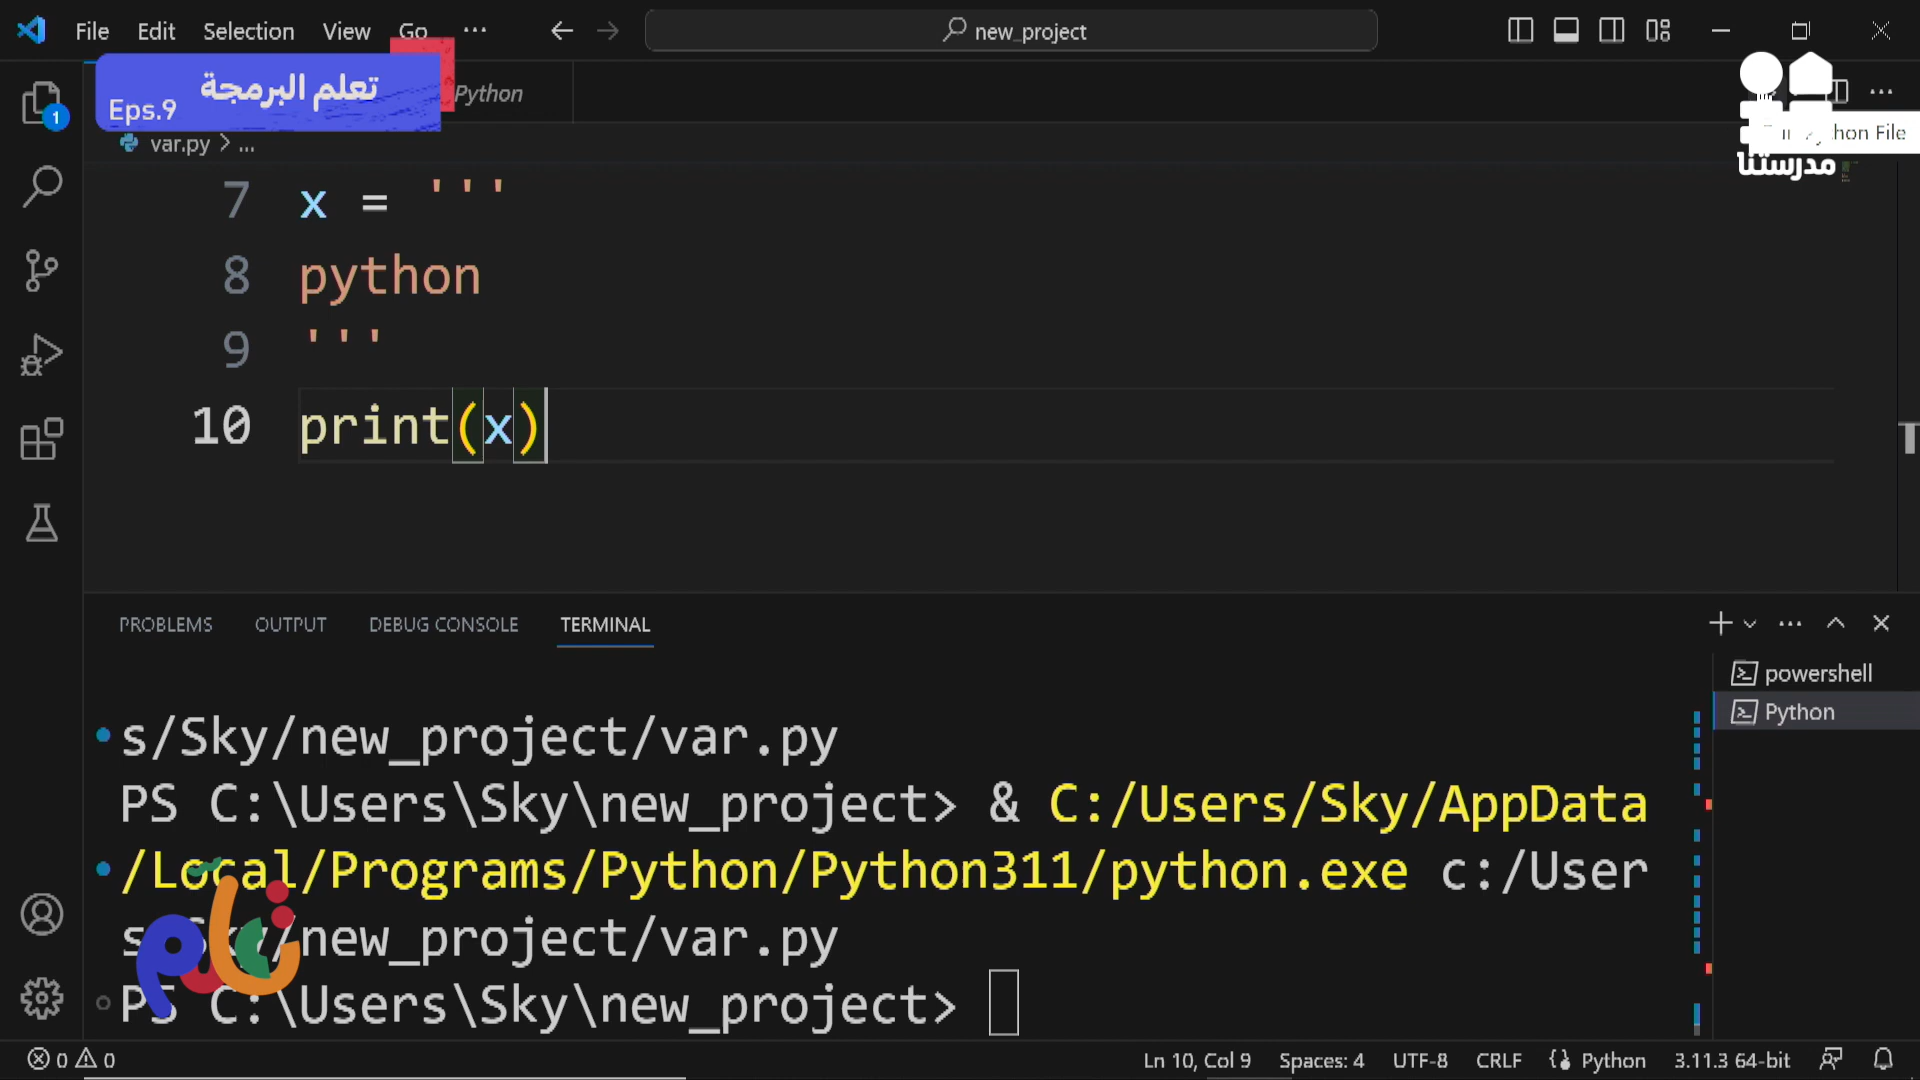 File Edit Selection View Go ... new_project
تعلم البرمجة
Eps.9
Python
var.py > ...
thon File
مدرستنا
7 x = '''
8 python
9 '''
10 print(x)
PROBLEMS OUTPUT DEBUG CONSOLE TERMINAL
powershell
Python
s/Sky/new_project/var.py
PS C:\Users\Sky\new_project> & C:/Users/Sky/AppData
/Local/Programs/Python/Python311/python.exe c:/User
s/Sky/new_project/var.py
PS C:\Users\Sky\new_project>
0 0 Ln 10, Col 9 Spaces: 4 UTF-8 CRLF Python 3.11.3 64-bit